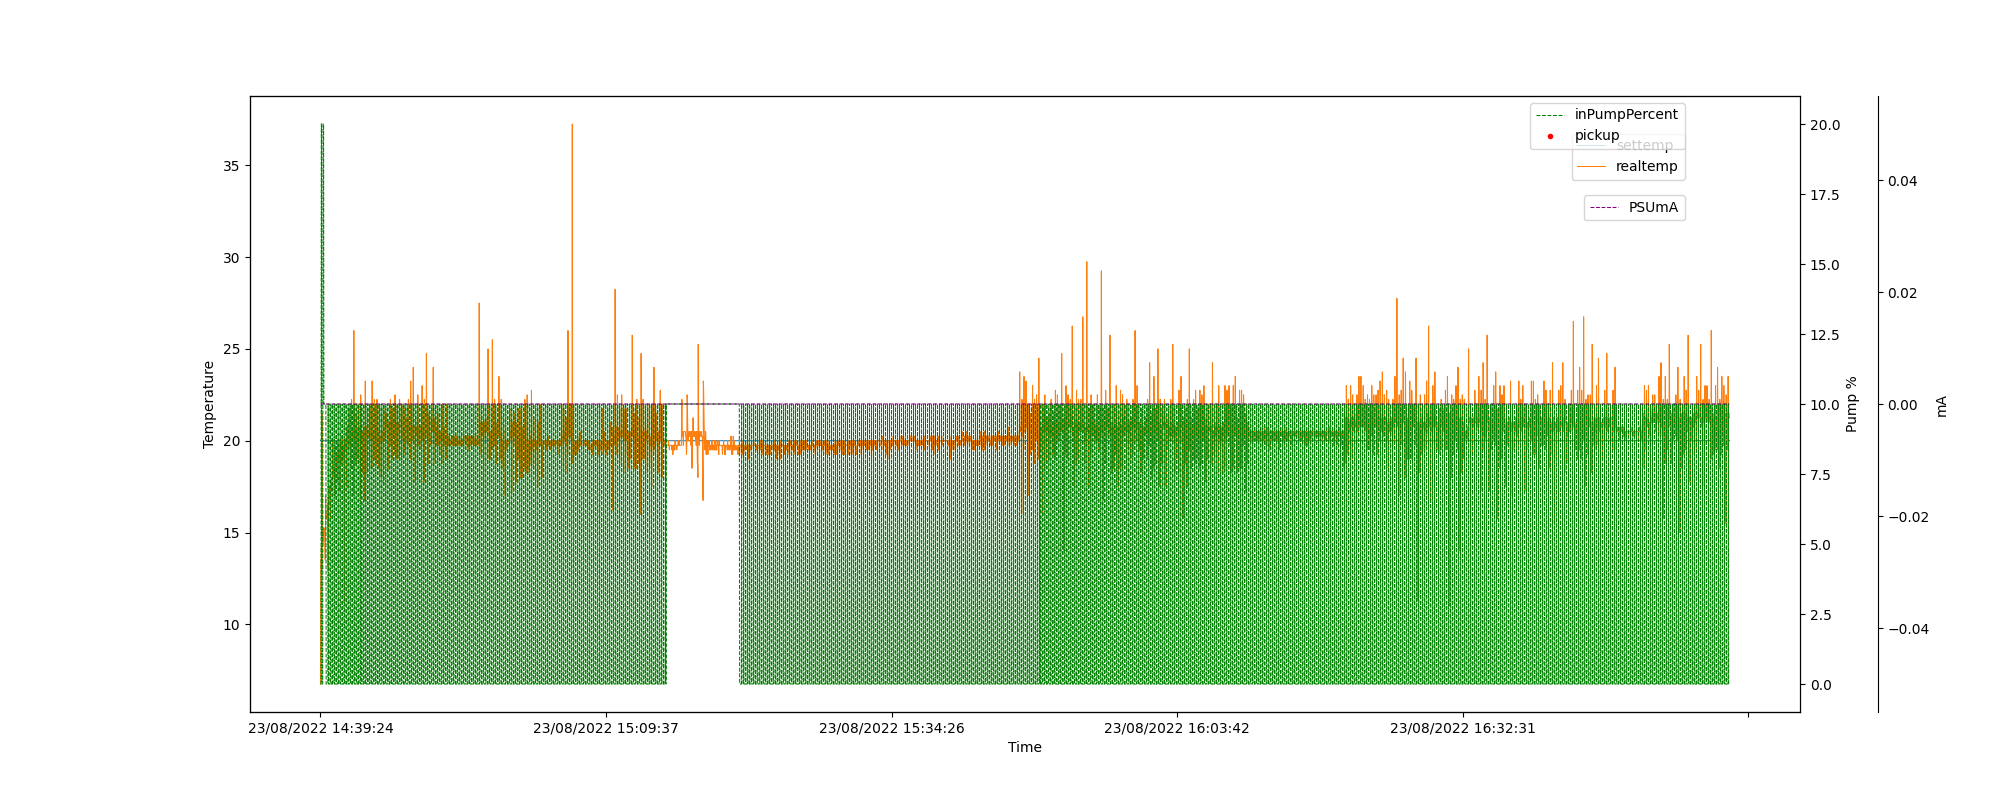 inPumpPercent
pickup
settemp
realtemp
PSUmA
35
30
25
20
15
10
Temperature
20.0
17.5
15.0
12.5
10.0
7.5
5.0
2.5
0.0
Pump %
0.04
0.02
0.00
−0.02
−0.04
mA
23/08/2022 14:39:24
23/08/2022 15:09:37
23/08/2022 15:34:26
23/08/2022 16:03:42
23/08/2022 16:32:31
Time